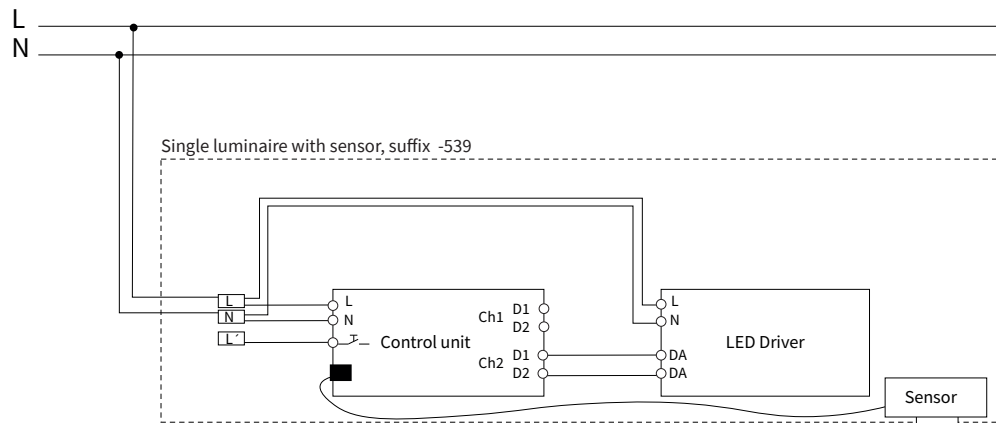 L
N
Single luminaire with sensor, suffix -539
L
N
L´
L
N
Control unit
Ch1 D1
D2
Ch2 D1
D2
L
N
DA
DA
LED Driver
Sensor